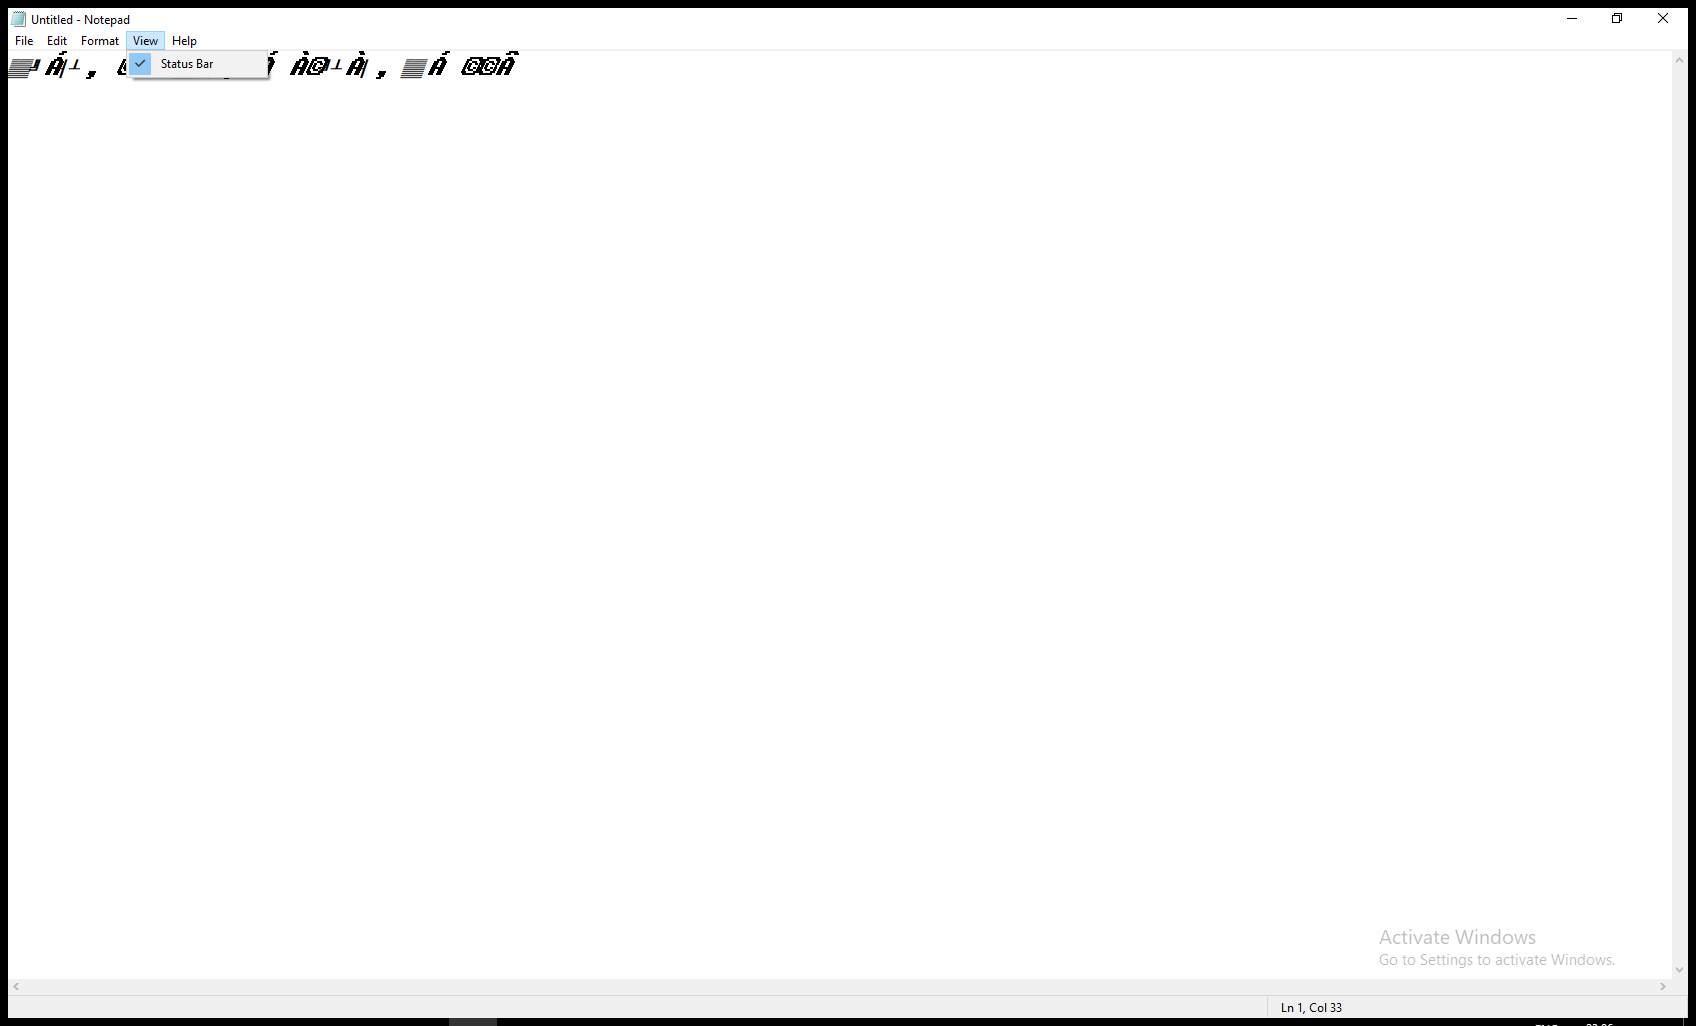 Untitled - Notepad
File Edit Format View Help
Status Bar
Activate Windows
Go to Settings to activate Windows.
Ln 1, Col 33